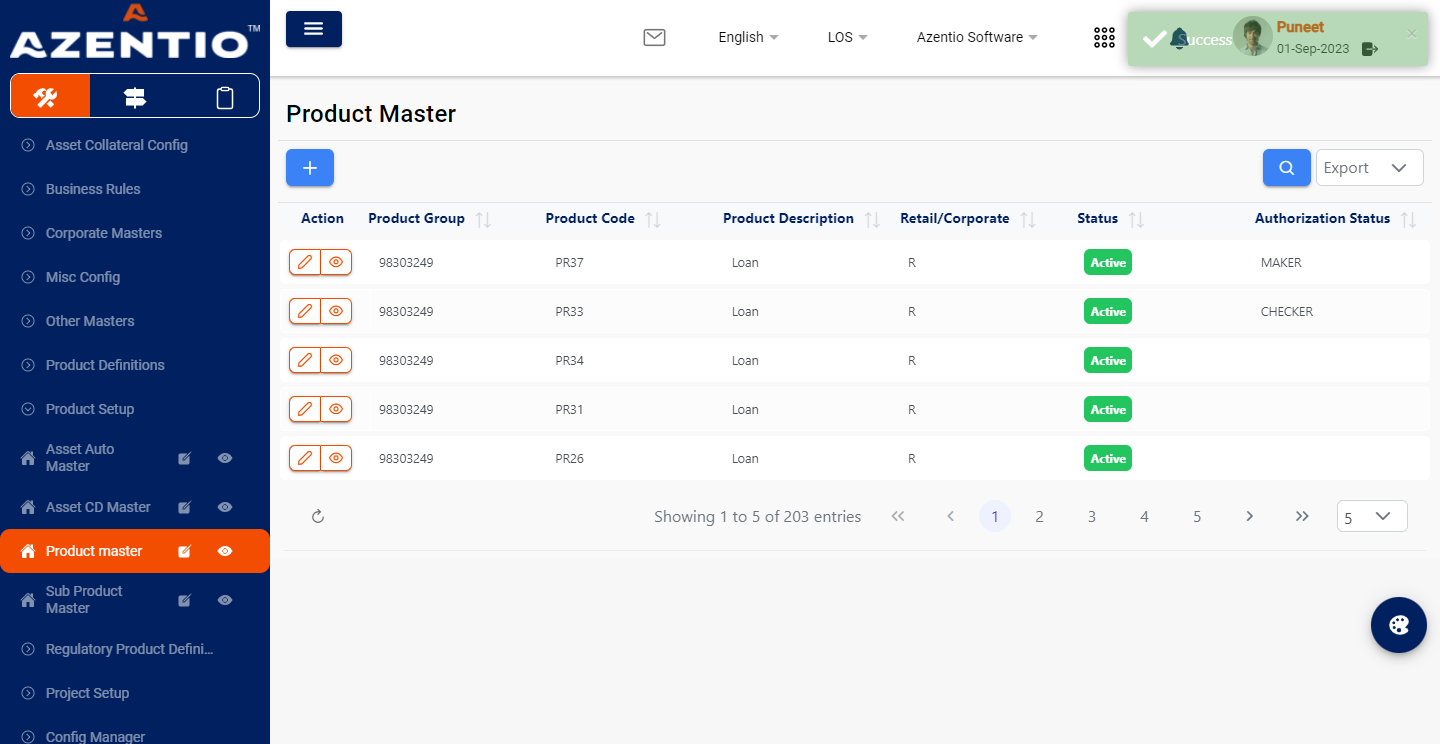 AZENTIO™
English
LOS
Azentio Software
Success
Puneet
01-Sep-2023
Asset Collateral Config
Business Rules
Corporate Masters
Misc Config
Other Masters
Product Definitions
Product Setup
Asset Auto
Master
Asset CD Master
Product master
Sub Product
Master
Regulatory Product Defini...
Project Setup
Config Manager
Product Master
Export
Action Product Group Product Code Product Description Retail/Corporate Status Authorization Status
98303249 PR37 Loan R Active MAKER
98303249 PR33 Loan R Active CHECKER
98303249 PR34 Loan R Active
98303249 PR31 Loan R Active
98303249 PR26 Loan R Active
Showing 1 to 5 of 203 entries 1 2 3 4 5 5